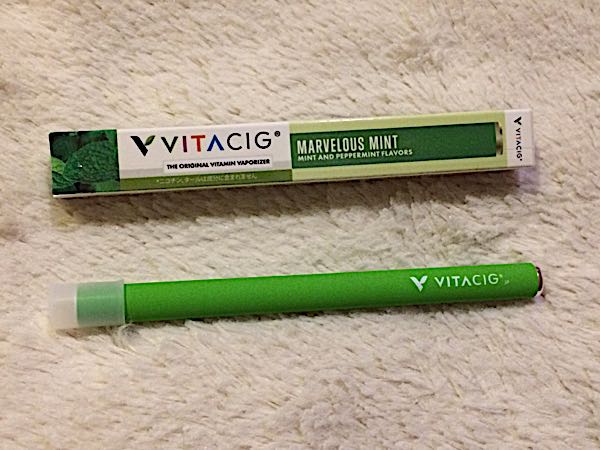 VITACIG®
THE ORIGINAL VITAMIN VAPORIZER
*ニコチン、タールは成分に含まれません
MARVELOUS MINT
MINT AND PEPPERMINT FLAVORS
VITACIG
VITACIG® JP